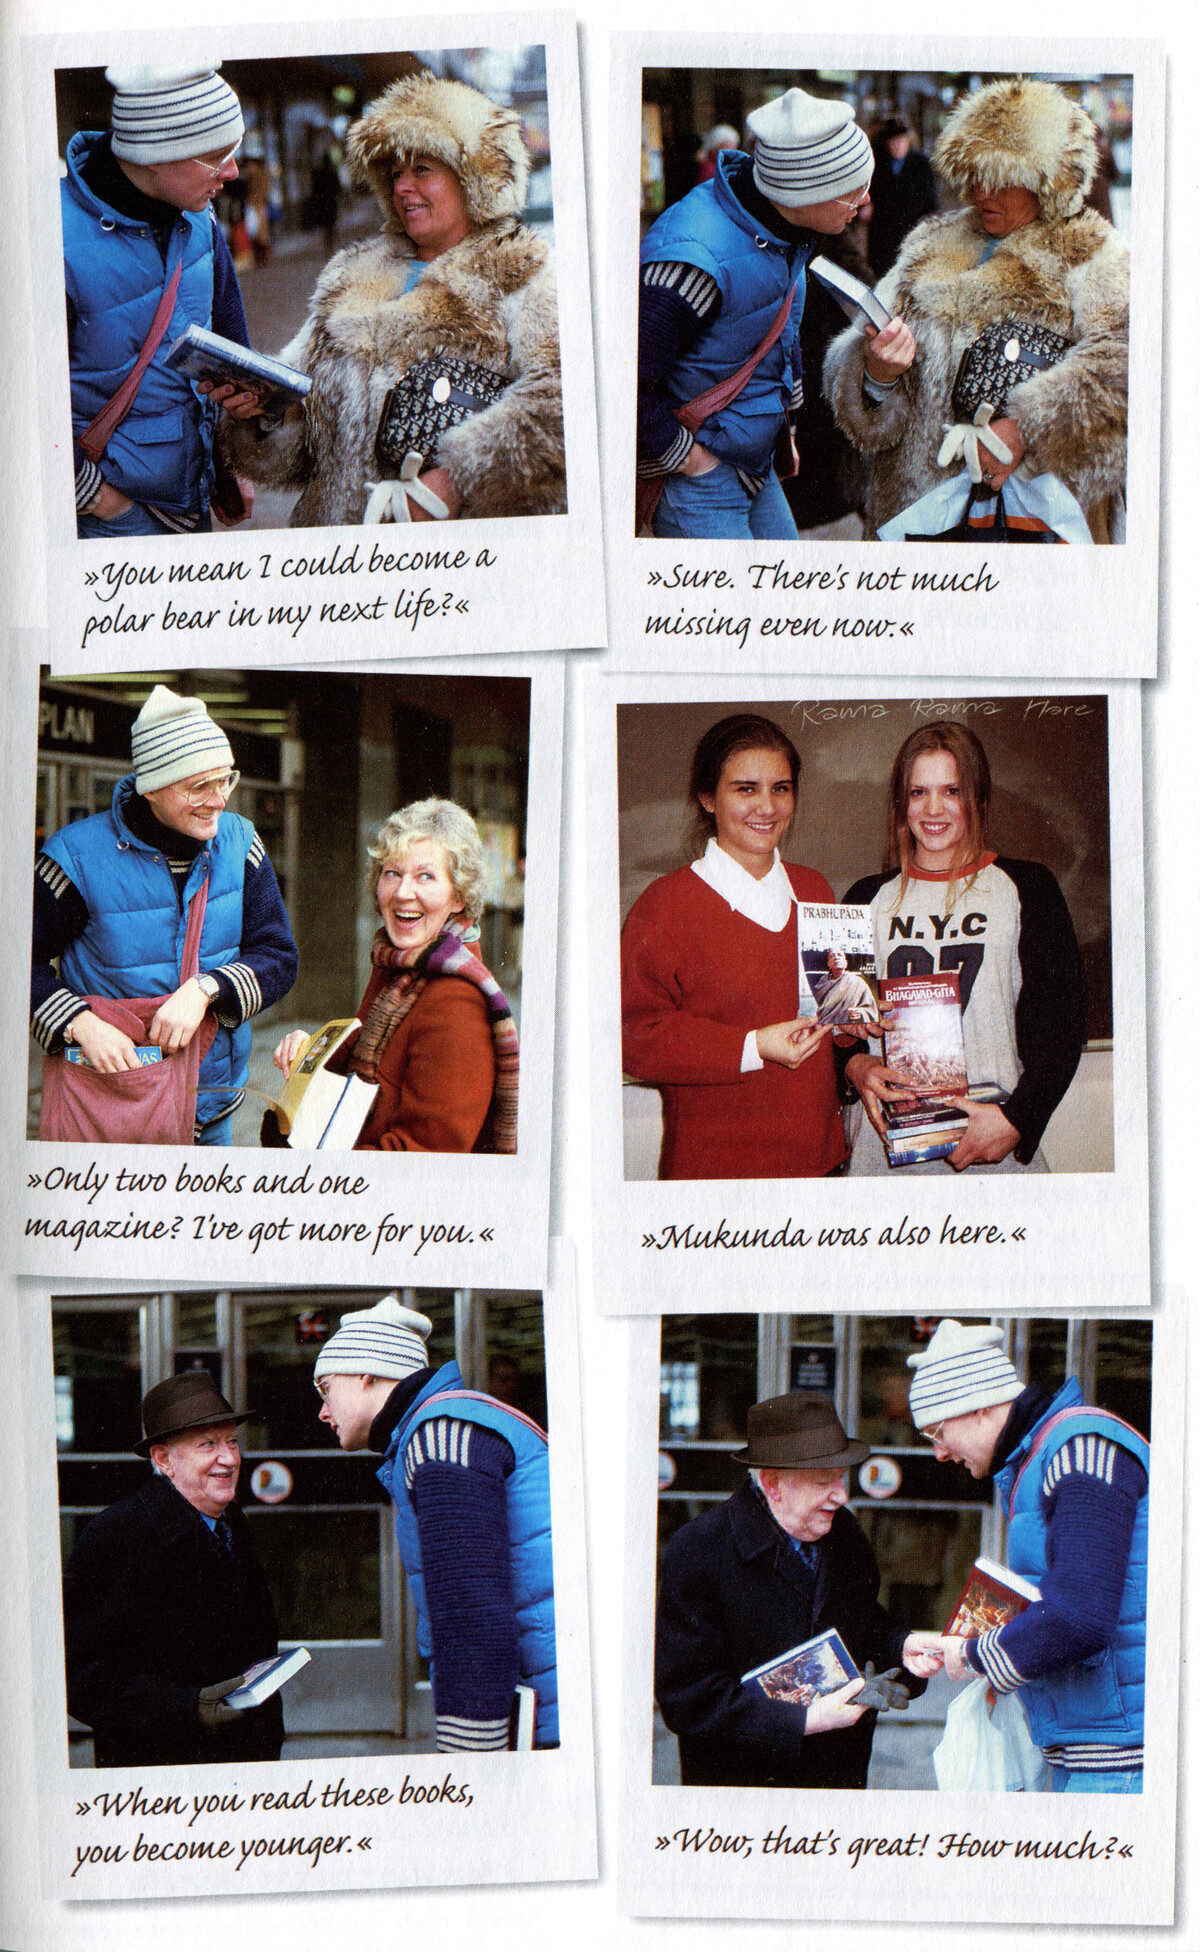 »You mean I could become a
polar bear in my next life?«
»Sure. There's not much
missing even now.«
PLAN
»Only two books and one
magazine? I've got more for you.«
Rama Rama Hare
PRABHUPĀDA
N.Y.C
97
BHAGAVAD-GITA
»Mukunda was also here.«
»When you read these books,
you become younger.«
»Wow, that's great! How much?«